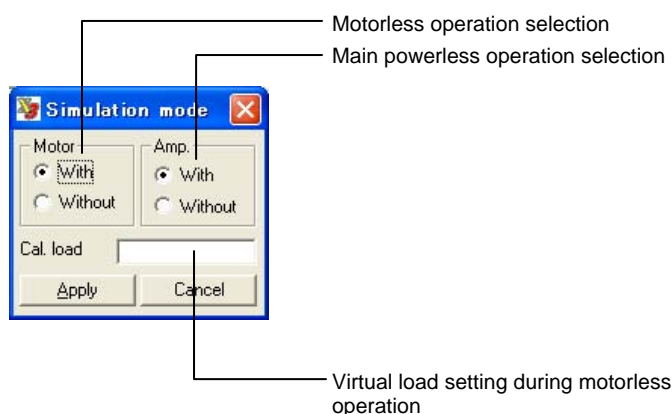 Motorless operation selection
Main powerless operation selection
Simulation mode
Motor
With
Without
Amp.
With
Without
Cal. load
Apply
Cancel
Virtual load setting during motorless
operation